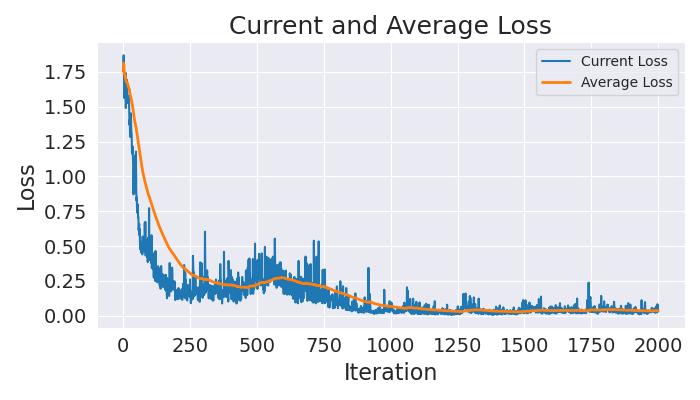 Current and Average Loss
Current Loss
Average Loss
Loss
1.75
1.50
1.25
1.00
0.75
0.50
0.25
0.00
0 250 500 750 1000 1250 1500 1750 2000
Iteration